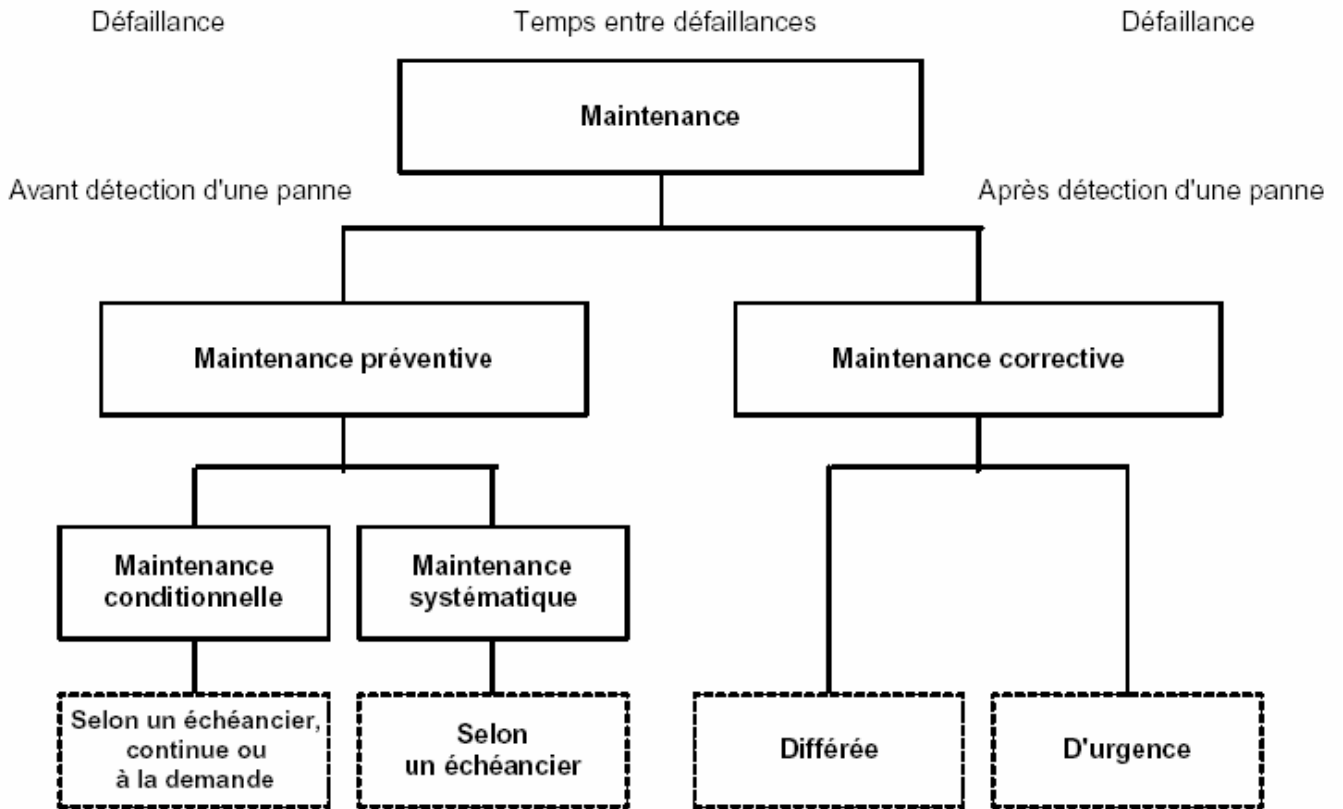 Défaillance
Temps entre défaillances
Défaillance
Maintenance
Avant détection d'une panne
Après détection d'une panne
Maintenance préventive
Maintenance corrective
Maintenance
conditionnelle
Maintenance
systématique
Selon un échéancier,
continue ou
à la demande
Selon
un échéancier
Différée
D'urgence